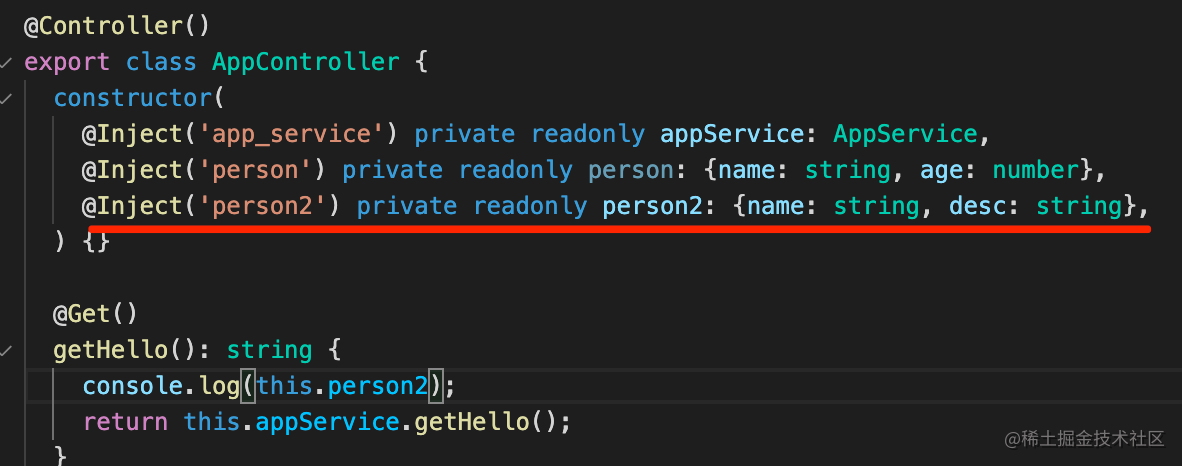 @Controller()
export class AppController {
  constructor(
    @Inject('app_service') private readonly appService: AppService,
    @Inject('person') private readonly person: {name: string, age: number},
    @Inject('person2') private readonly person2: {name: string, desc: string},
  ) {}

  @Get()
  getHello(): string {
    console.log(this.person2);
    return this.appService.getHello();
  }
@稀土掘金技术社区